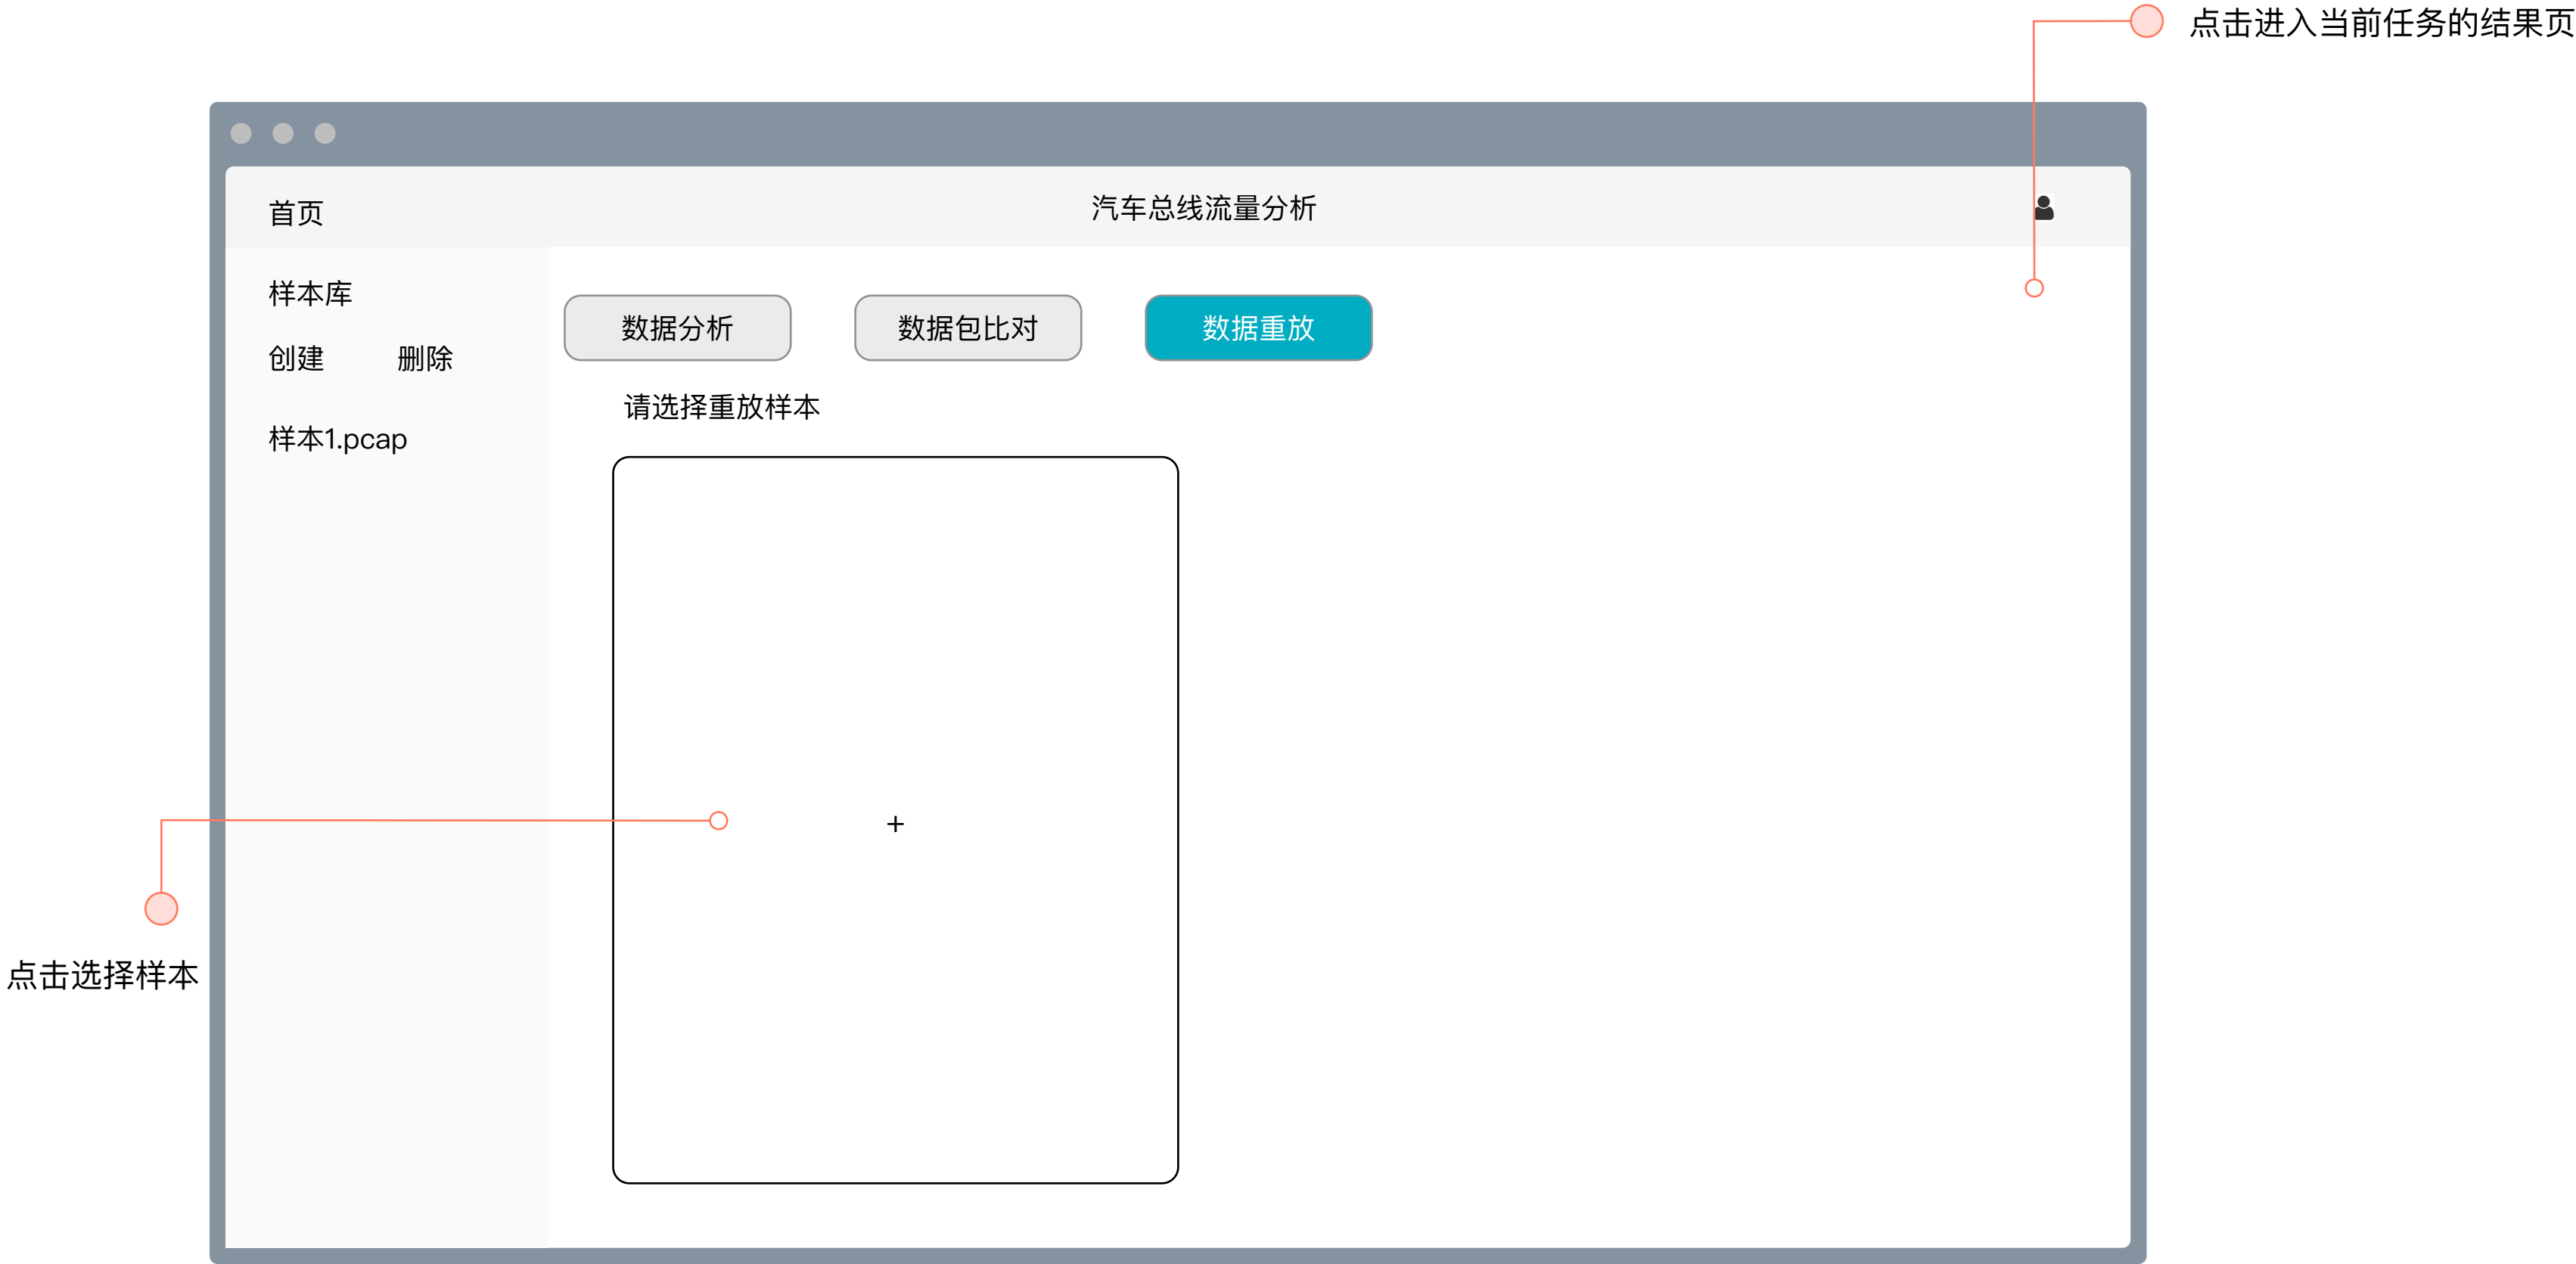 点击进入当前任务的结果页
首页
汽车总线流量分析
样本库
创建 删除
样本1.pcap
数据分析 数据包比对 数据重放
请选择重放样本
+
点击选择样本